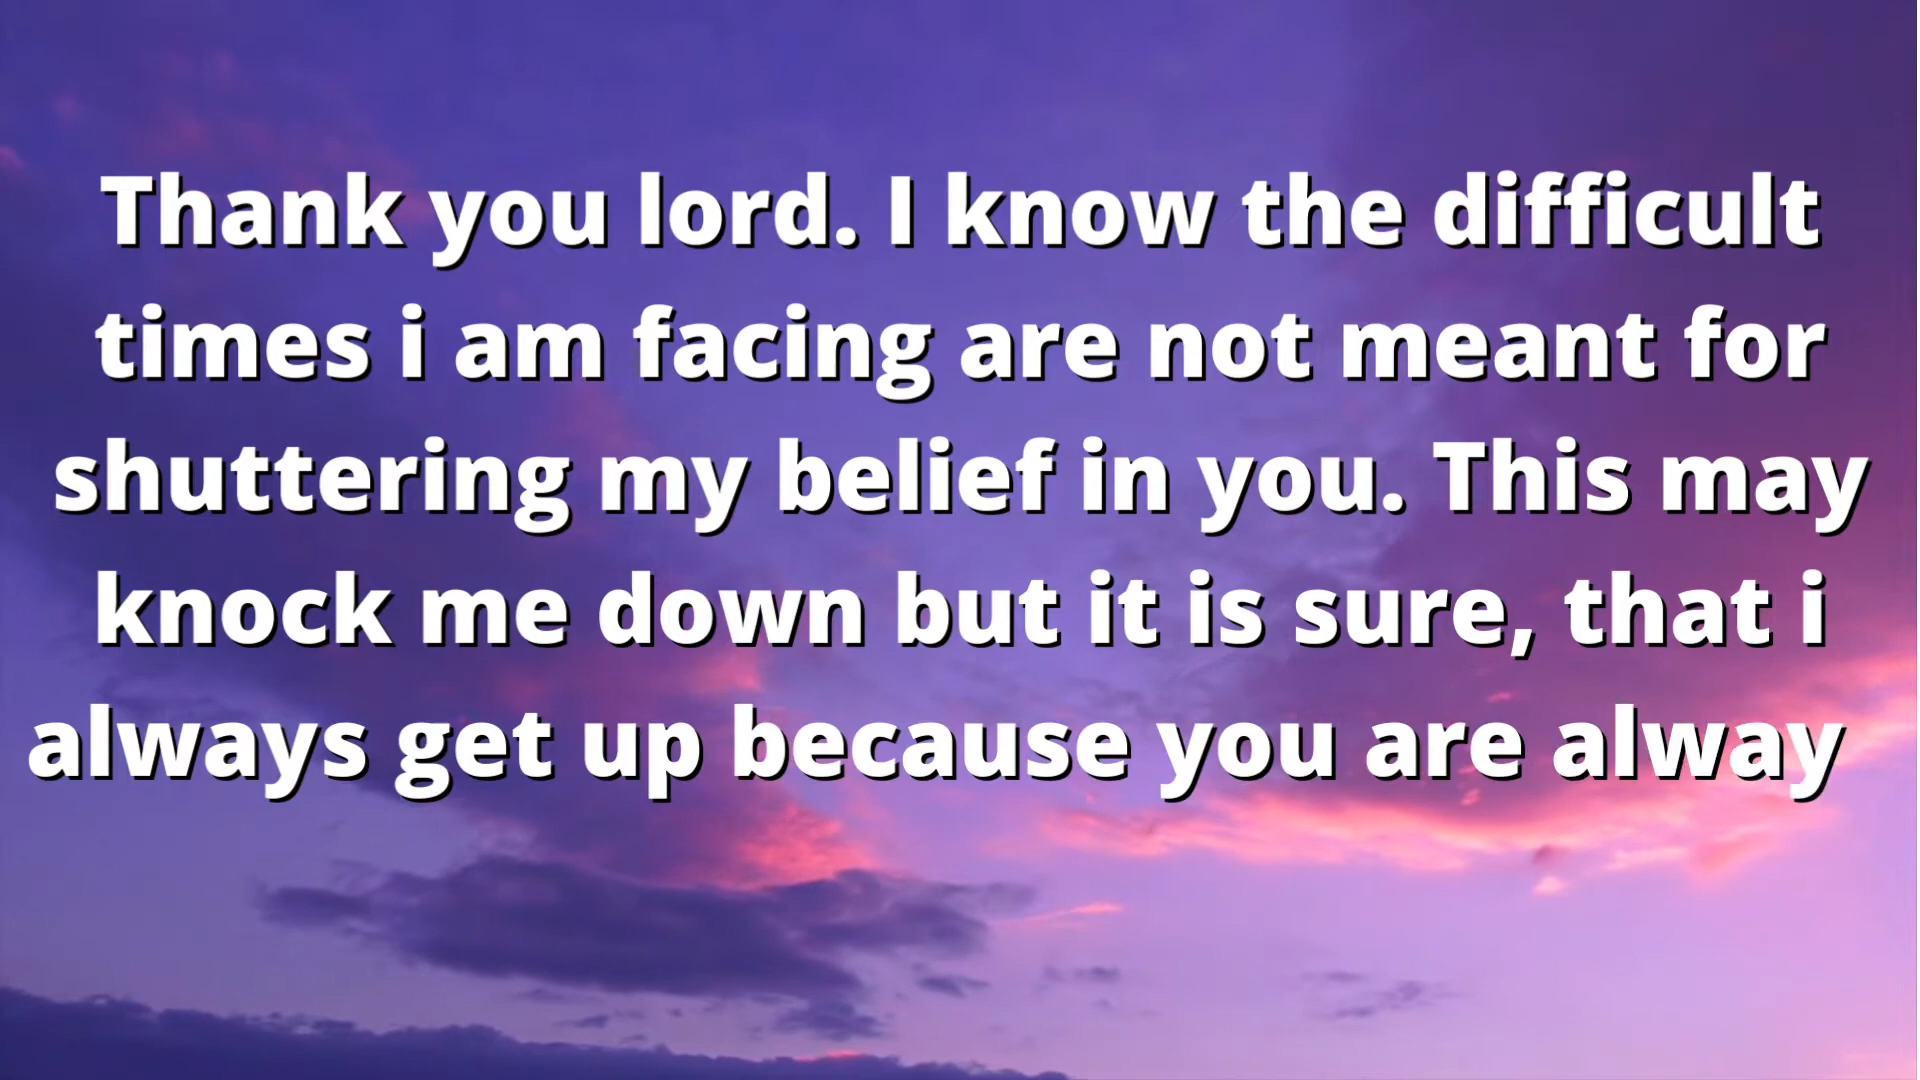 Thank you lord. I know the difficult
times i am facing are not meant for
shuttering my belief in you. This may
knock me down but it is sure, that i
always get up because you are alway